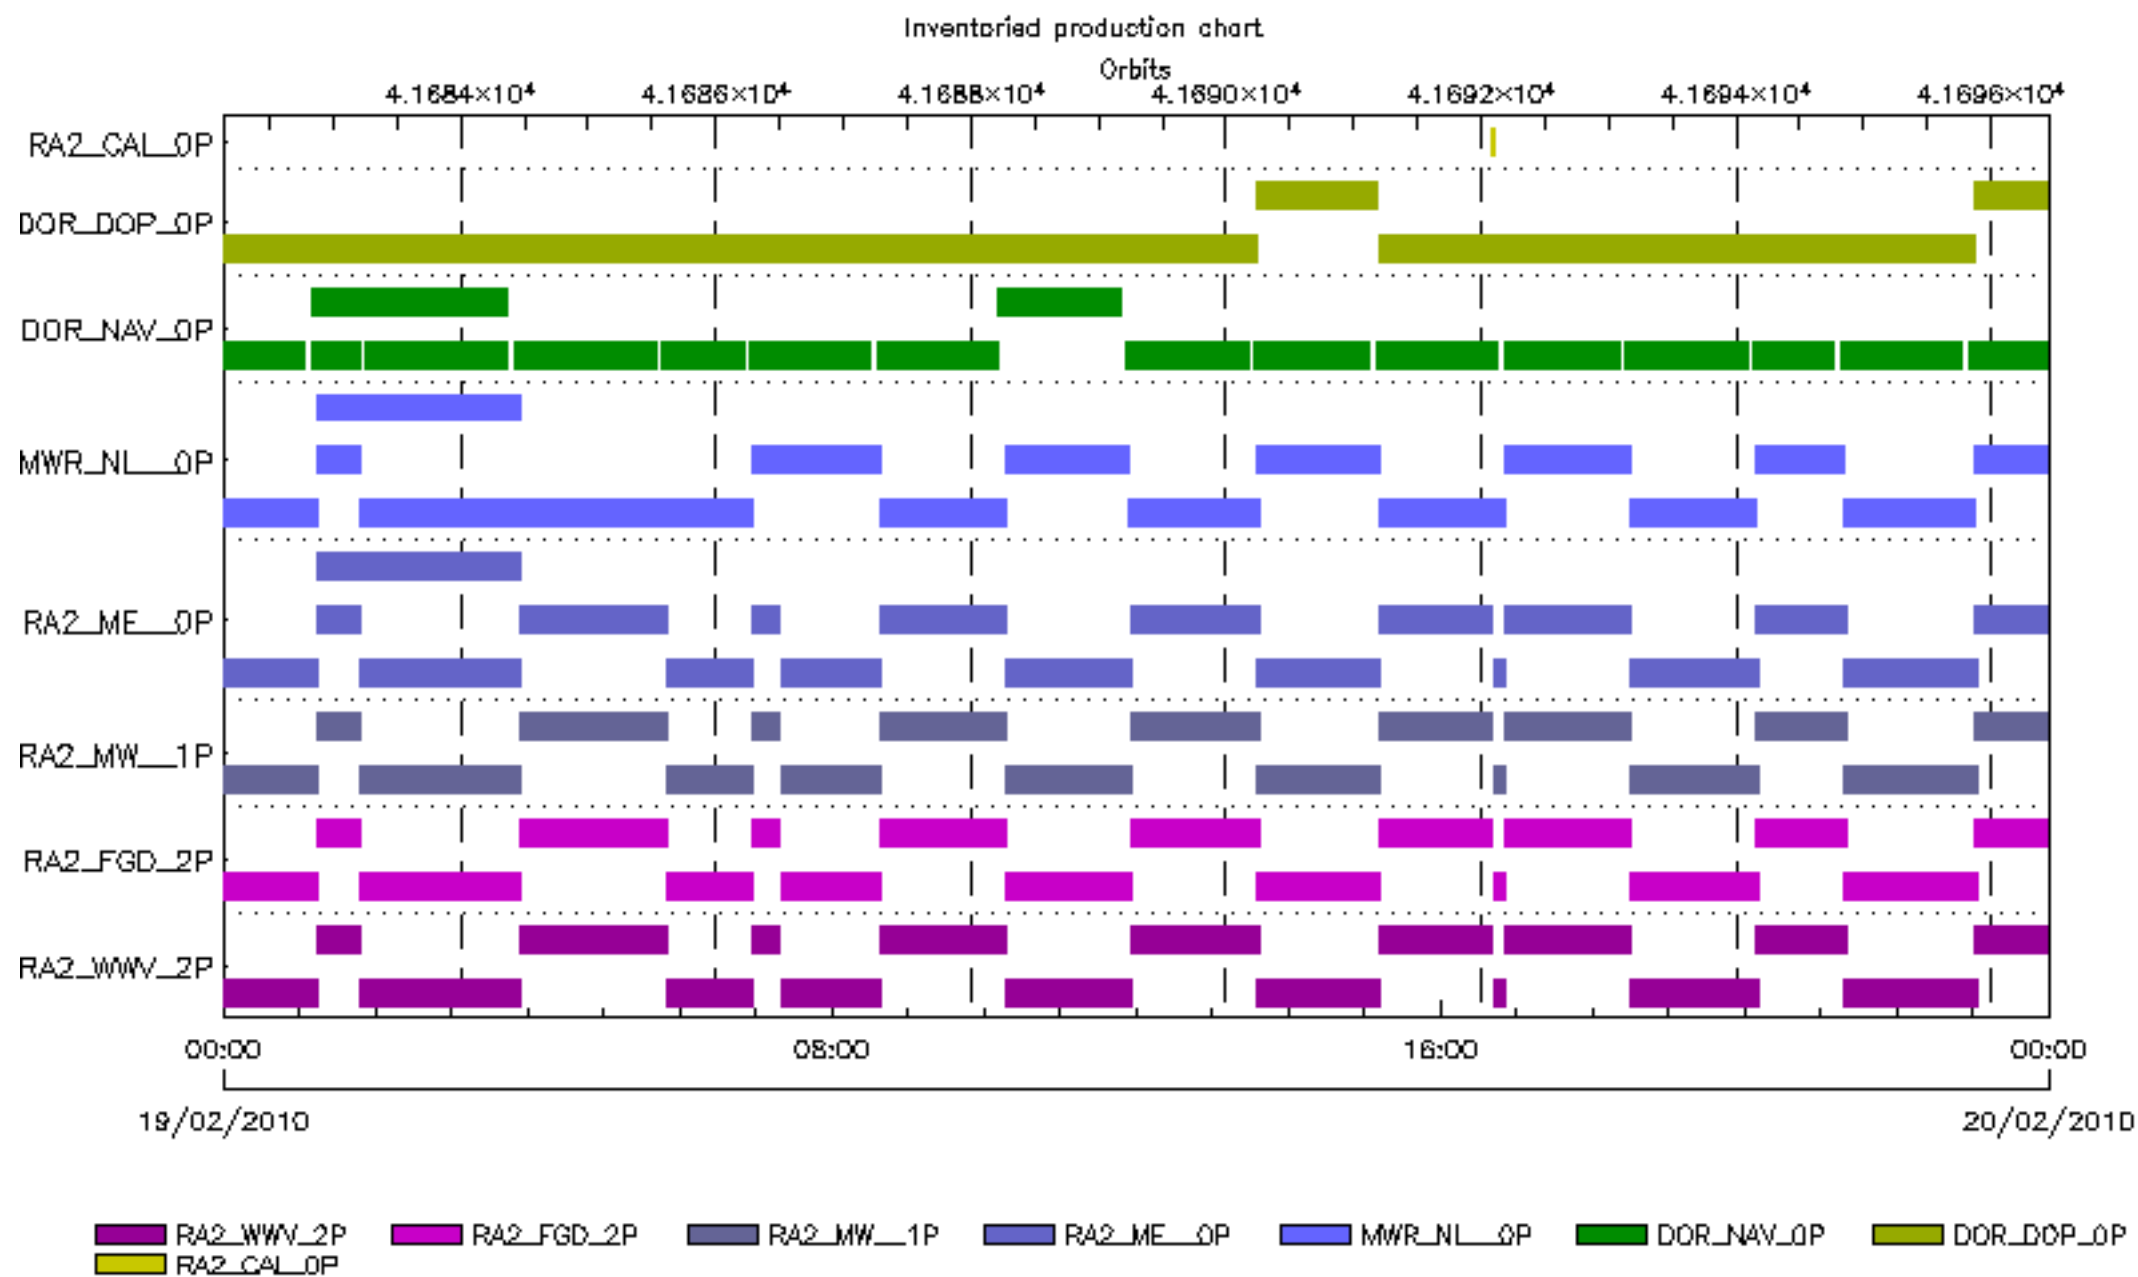 Inventoried production chart
Orbits
4.1684×10⁴ 4.1686×10⁴ 4.1688×10⁴ 4.1690×10⁴ 4.1692×10⁴ 4.1694×10⁴ 4.1696×10⁴
RA2_CAL_0P
DOR_DOP_0P
DOR_NAV_0P
MWR_NL__0P
RA2_ME__0P
RA2_MW__1P
RA2_FGD_2P
RA2_WWV_2P
00:00 08:00 16:00 00:00
19/02/2010 20/02/2010
RA2_WWV_2P RA2_FGD_2P RA2_MW__1P RA2_ME__0P MWR_NL__0P DOR_NAV_0P DOR_DOP_0P
RA2_CAL_0P